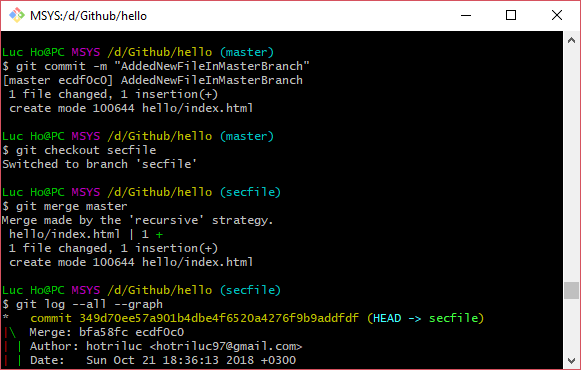 MSYS:/d/Github/hello
Luc Ho@PC MSYS /d/Github/hello (master)
$ git commit -m "AddedNewFileInMasterBranch"
[master ecdf0c0] AddedNewFileInMasterBranch
 1 file changed, 1 insertion(+)
 create mode 100644 hello/index.html
Luc Ho@PC MSYS /d/Github/hello (master)
$ git checkout secfile
Switched to branch 'secfile'
Luc Ho@PC MSYS /d/Github/hello (secfile)
$ git merge master
Merge made by the 'recursive' strategy.
 hello/index.html | 1 +
 1 file changed, 1 insertion(+)
 create mode 100644 hello/index.html
Luc Ho@PC MSYS /d/Github/hello (secfile)
$ git log --all --graph
*   commit 349d70ee57a901b4dbe4f6520a4276f9b9addfdf (HEAD -> secfile)
|\  Merge: bfa58fc ecdf0c0
| | Author: hotriluc <hotriluc97@gmail.com>
| | Date:   Sun Oct 21 18:36:13 2018 +0300